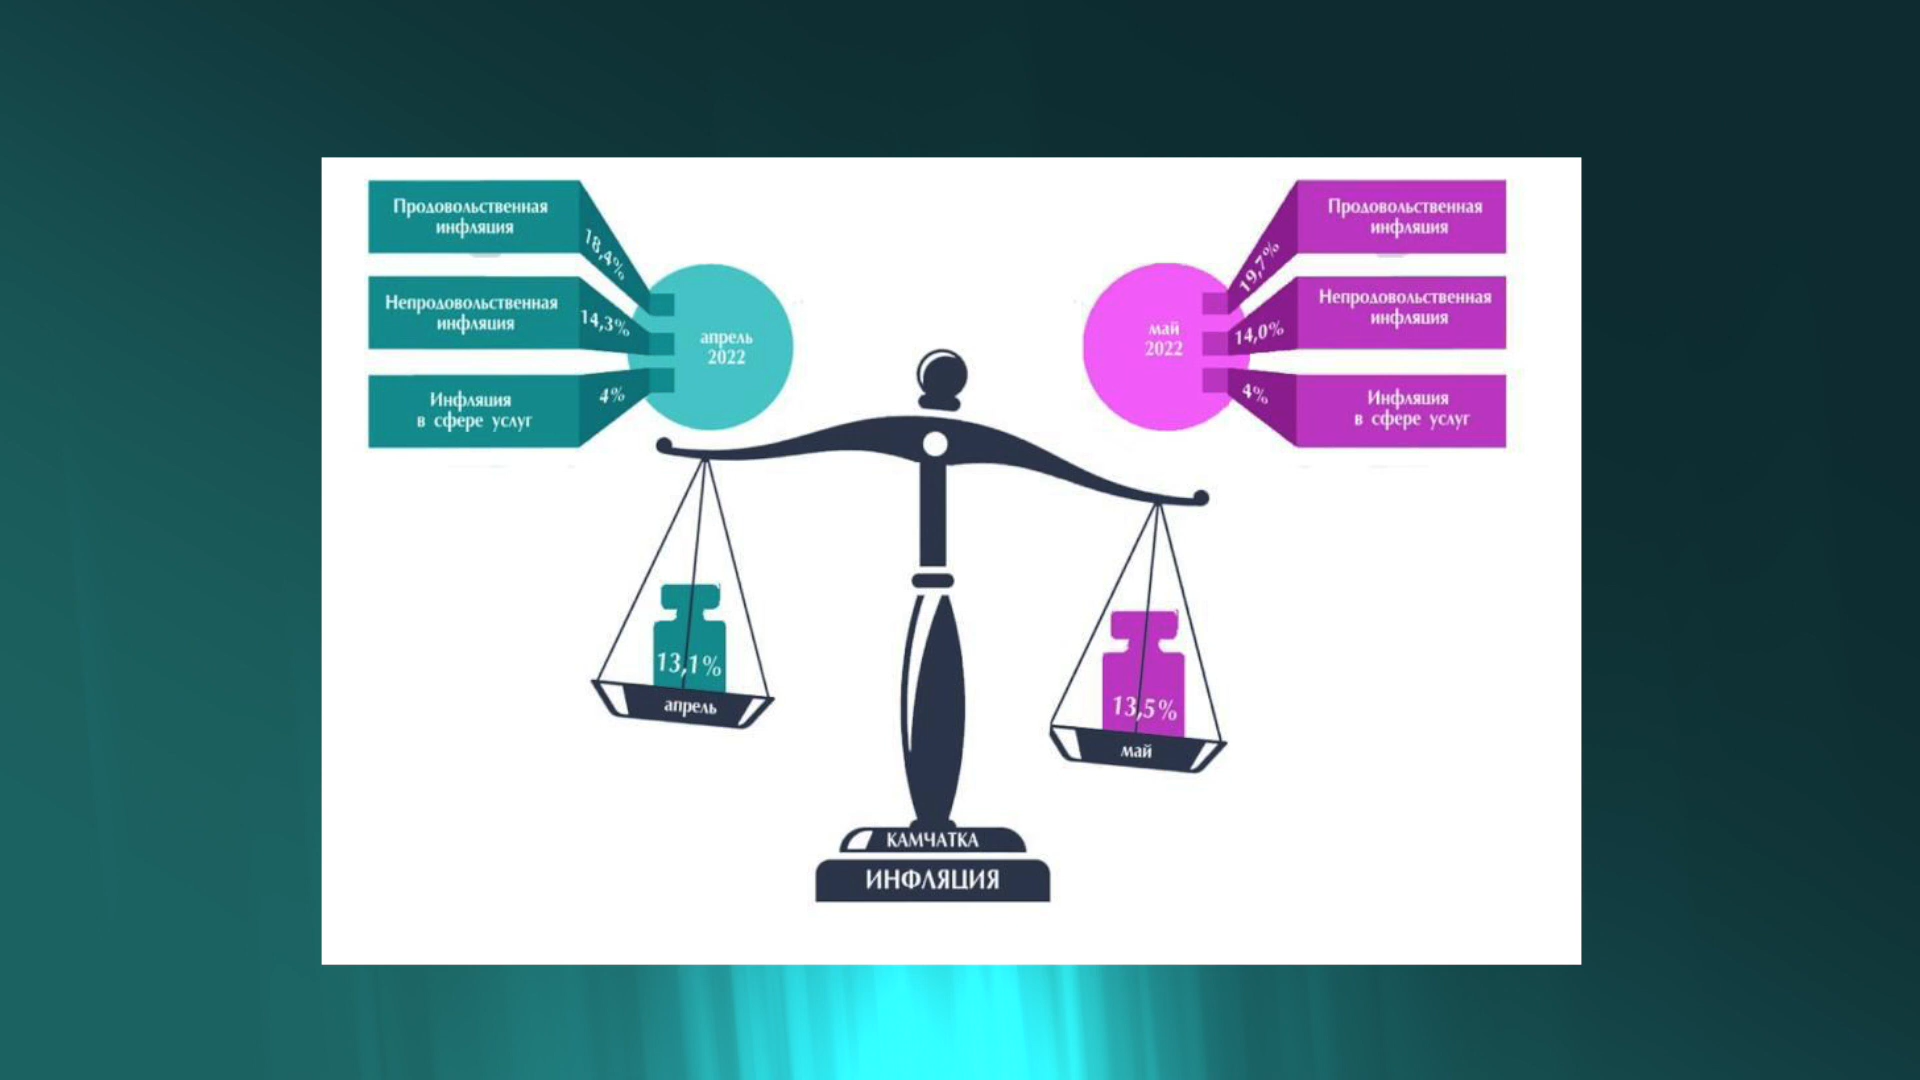 Продовольственная
инфляция
18,4%
Непродовольственная
инфляция
14,3%
Инфляция
в сфере услуг
4%
апрель
2022
Продовольственная
инфляция
19,7%
Непродовольственная
инфляция
14,0%
Инфляция
в сфере услуг
4%
май
2022
13,1%
апрель
13,5%
май
КАМЧАТКА
ИНФЛЯЦИЯ